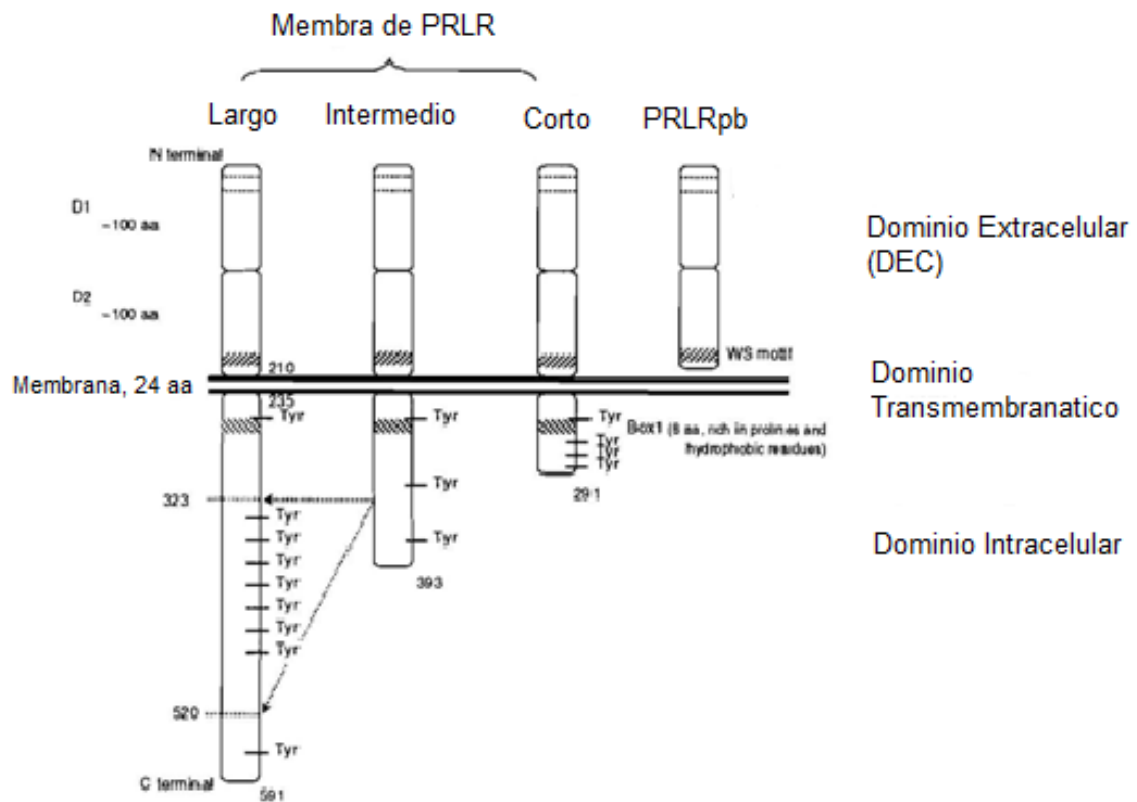 Membra de PRLR
Largo
Intermedio
Corto
PRLRpb
N terminal
D1
~100 aa
D2
~100 aa
Dominio Extracelular
(DEC)
WS motif
210
Membrana, 24 aa
Dominio
Transmembranatico
235
Tyr
Tyr
Tyr
Box1 (8 aa, rich in prolines and
hydrophobic residues)
Tyr
Tyr
Tyr
291
Tyr
323
Tyr
Tyr
Tyr
Tyr
Tyr
Tyr
Tyr
Tyr
Dominio Intracelular
393
520
Tyr
C terminal
591